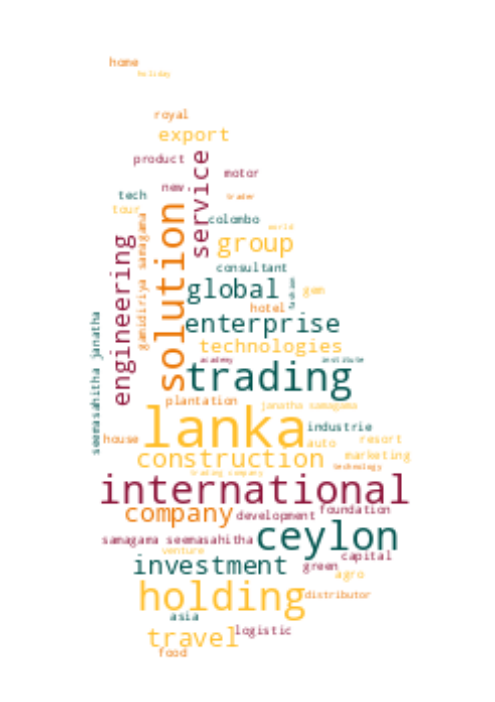 home
holiday
royal
export
service
product
motor
new
tech
trader
tour
gamidiriya samagama
solution
colombo
world
engineering
group
consultant
global
gem
hotel
seemasahitha janatha
enterprise
technologies
academy
institute
trading
plantation
janatha samagama
lanka
industrie
house
auto
resort
construction
marketing
technology
trading company
international
company
development
foundation
ceylon
samagama seemasahitha
venture
capital
investment
green
agro
holding
distributor
asia
travel
logistic
food